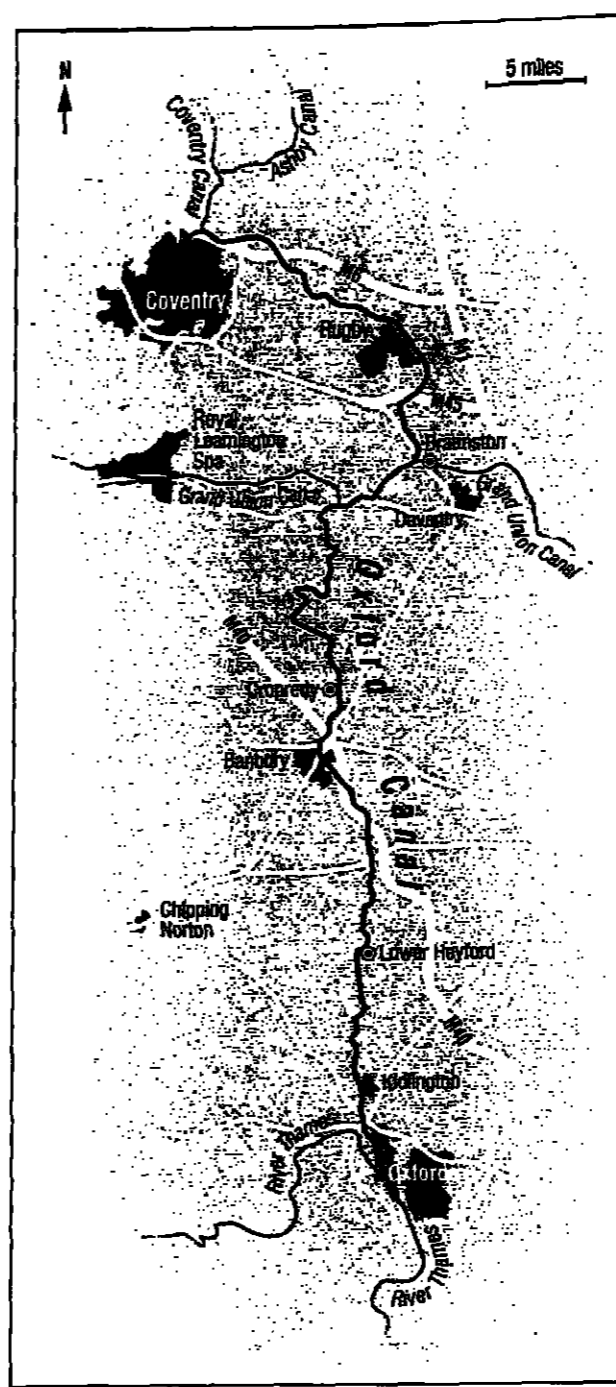 N
5 miles
Coventry Canal
Ashby Canal
M6
Coventry
Rugby
M1
M45
Royal
Leamington
Spa
Braunston
Grand Union Canal
Grand Union Canal
Daventry
Oxford Canal
M40
Cropredy
Banbury
Chipping
Norton
Lower Heyford
M40
Kidlington
River Thames
Oxford
River Thames